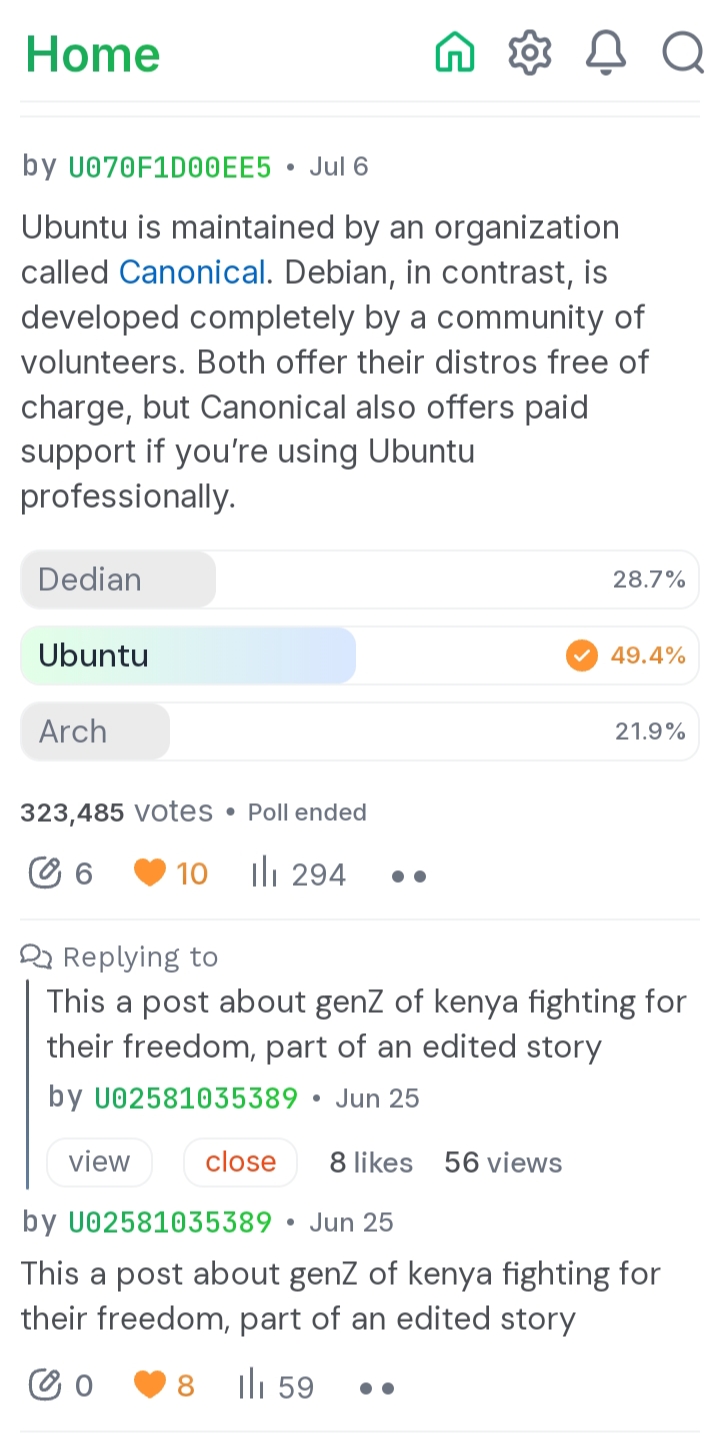 Home
by U070F1D00EE5 • Jul 6
Ubuntu is maintained by an organization
called Canonical. Debian, in contrast, is
developed completely by a community of
volunteers. Both offer their distros free of
charge, but Canonical also offers paid
support if you’re using Ubuntu
professionally.
Dedian 28.7%
Ubuntu 49.4%
Arch 21.9%
323,485 votes • Poll ended
6 10 294
Replying to
This a post about genZ of kenya fighting for
their freedom, part of an edited story
by U02581035389 • Jun 25
view close 8 likes 56 views
by U02581035389 • Jun 25
This a post about genZ of kenya fighting for
their freedom, part of an edited story
0 8 59